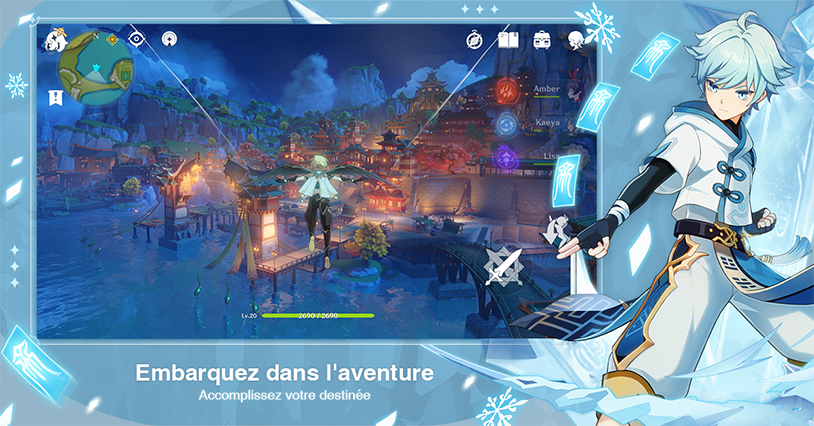 N
Amber
Kaeya
Lisa
Lv.20 2690 / 2690
Embarquez dans l'aventure
Accomplissez votre destinée